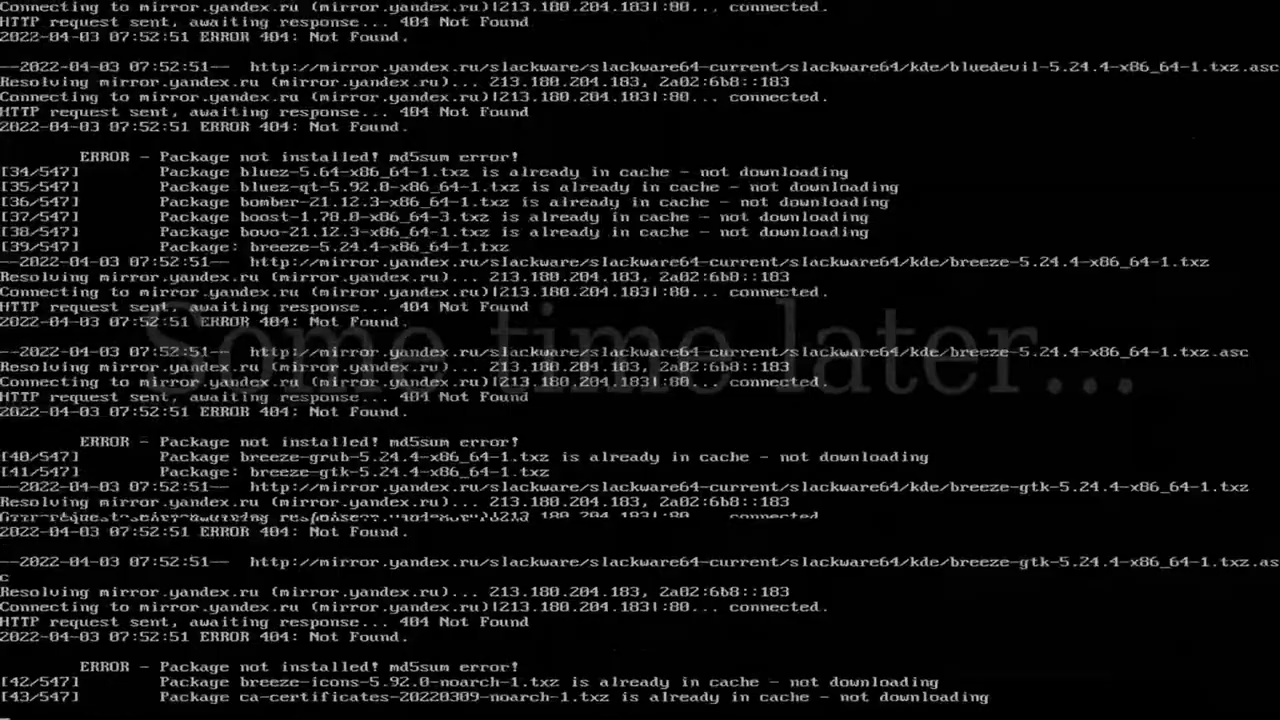 Connecting to mirror.yandex.ru (mirror.yandex.ru)|213.180.204.183|:80... connected.
HTTP request sent, awaiting response... 404 Not Found
2022-04-03 07:52:51 ERROR 404: Not Found.
--2022-04-03 07:52:51--  http://mirror.yandex.ru/slackware/slackware64-current/slackware64/kde/bluedevil-5.24.4-x86_64-1.txz.asc
Resolving mirror.yandex.ru (mirror.yandex.ru)... 213.180.204.183, 2a02:6b8::183
Connecting to mirror.yandex.ru (mirror.yandex.ru)|213.180.204.183|:80... connected.
HTTP request sent, awaiting response... 404 Not Found
2022-04-03 07:52:51 ERROR 404: Not Found.
ERROR - Package not installed! md5sum error!
[34/547] Package bluez-5.64-x86_64-1.txz is already in cache - not downloading
[35/547] Package bluez-qt-5.92.0-x86_64-1.txz is already in cache - not downloading
[36/547] Package bomber-21.12.3-x86_64-1.txz is already in cache - not downloading
[37/547] Package boost-1.78.0-x86_64-3.txz is already in cache - not downloading
[38/547] Package bovo-21.12.3-x86_64-1.txz is already in cache - not downloading
[39/547] Package: breeze-5.24.4-x86_64-1.txz
--2022-04-03 07:52:51--  http://mirror.yandex.ru/slackware/slackware64-current/slackware64/kde/breeze-5.24.4-x86_64-1.txz
Resolving mirror.yandex.ru (mirror.yandex.ru)... 213.180.204.183, 2a02:6b8::183
Connecting to mirror.yandex.ru (mirror.yandex.ru)|213.180.204.183|:80... connected.
HTTP request sent, awaiting response... 404 Not Found
2022-04-03 07:52:51 ERROR 404: Not Found.
Some time later...
--2022-04-03 07:52:51--  http://mirror.yandex.ru/slackware/slackware64-current/slackware64/kde/breeze-5.24.4-x86_64-1.txz.asc
Resolving mirror.yandex.ru (mirror.yandex.ru)... 213.180.204.183, 2a02:6b8::183
Connecting to mirror.yandex.ru (mirror.yandex.ru)|213.180.204.183|:80... connected.
HTTP request sent, awaiting response... 404 Not Found
2022-04-03 07:52:51 ERROR 404: Not Found.
ERROR - Package not installed! md5sum error!
[40/547] Package breeze-grub-5.24.4-x86_64-1.txz is already in cache - not downloading
[41/547] Package: breeze-gtk-5.24.4-x86_64-1.txz
--2022-04-03 07:52:51--  http://mirror.yandex.ru/slackware/slackware64-current/slackware64/kde/breeze-gtk-5.24.4-x86_64-1.txz
Resolving mirror.yandex.ru (mirror.yandex.ru)... 213.180.204.183, 2a02:6b8::183
213.180.204.183|:80... connected
2022-04-03 07:52:51 ERROR 404: Not Found.
--2022-04-03 07:52:51--  http://mirror.yandex.ru/slackware/slackware64-current/slackware64/kde/breeze-gtk-5.24.4-x86_64-1.txz.as
c
Resolving mirror.yandex.ru (mirror.yandex.ru)... 213.180.204.183, 2a02:6b8::183
Connecting to mirror.yandex.ru (mirror.yandex.ru)|213.180.204.183|:80... connected.
HTTP request sent, awaiting response... 404 Not Found
2022-04-03 07:52:51 ERROR 404: Not Found.
ERROR - Package not installed! md5sum error!
[42/547] Package breeze-icons-5.92.0-noarch-1.txz is already in cache - not downloading
[43/547] Package ca-certificates-20220309-noarch-1.txz is already in cache - not downloading